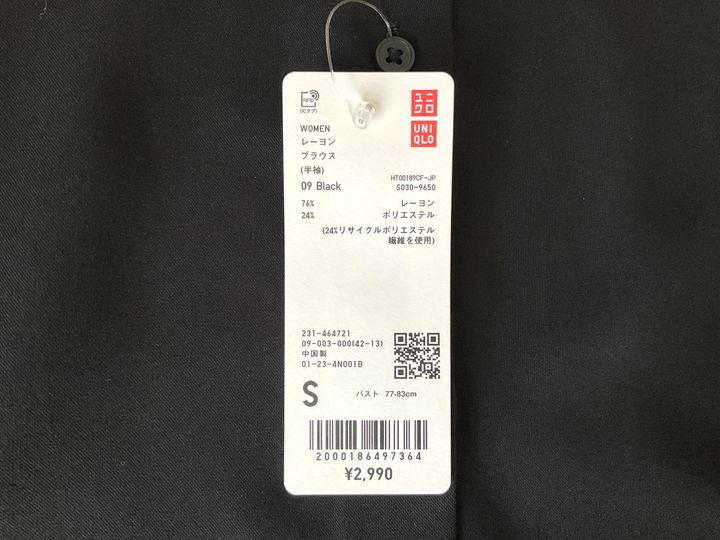 RFID
(ICタグ)
ユニ
クロ
UNI
QLO
WOMEN
レーヨン
ブラウス
(半袖)
09 Black
HT00189CF-JP
S030-9650
76% レーヨン
24% ポリエステル
(24%リサイクルポリエステル
繊維を使用)
231-464721
09-003-000(42-13)
中国製
01-23-4N001B
S バスト 77-83cm
2000186497364
¥2,990